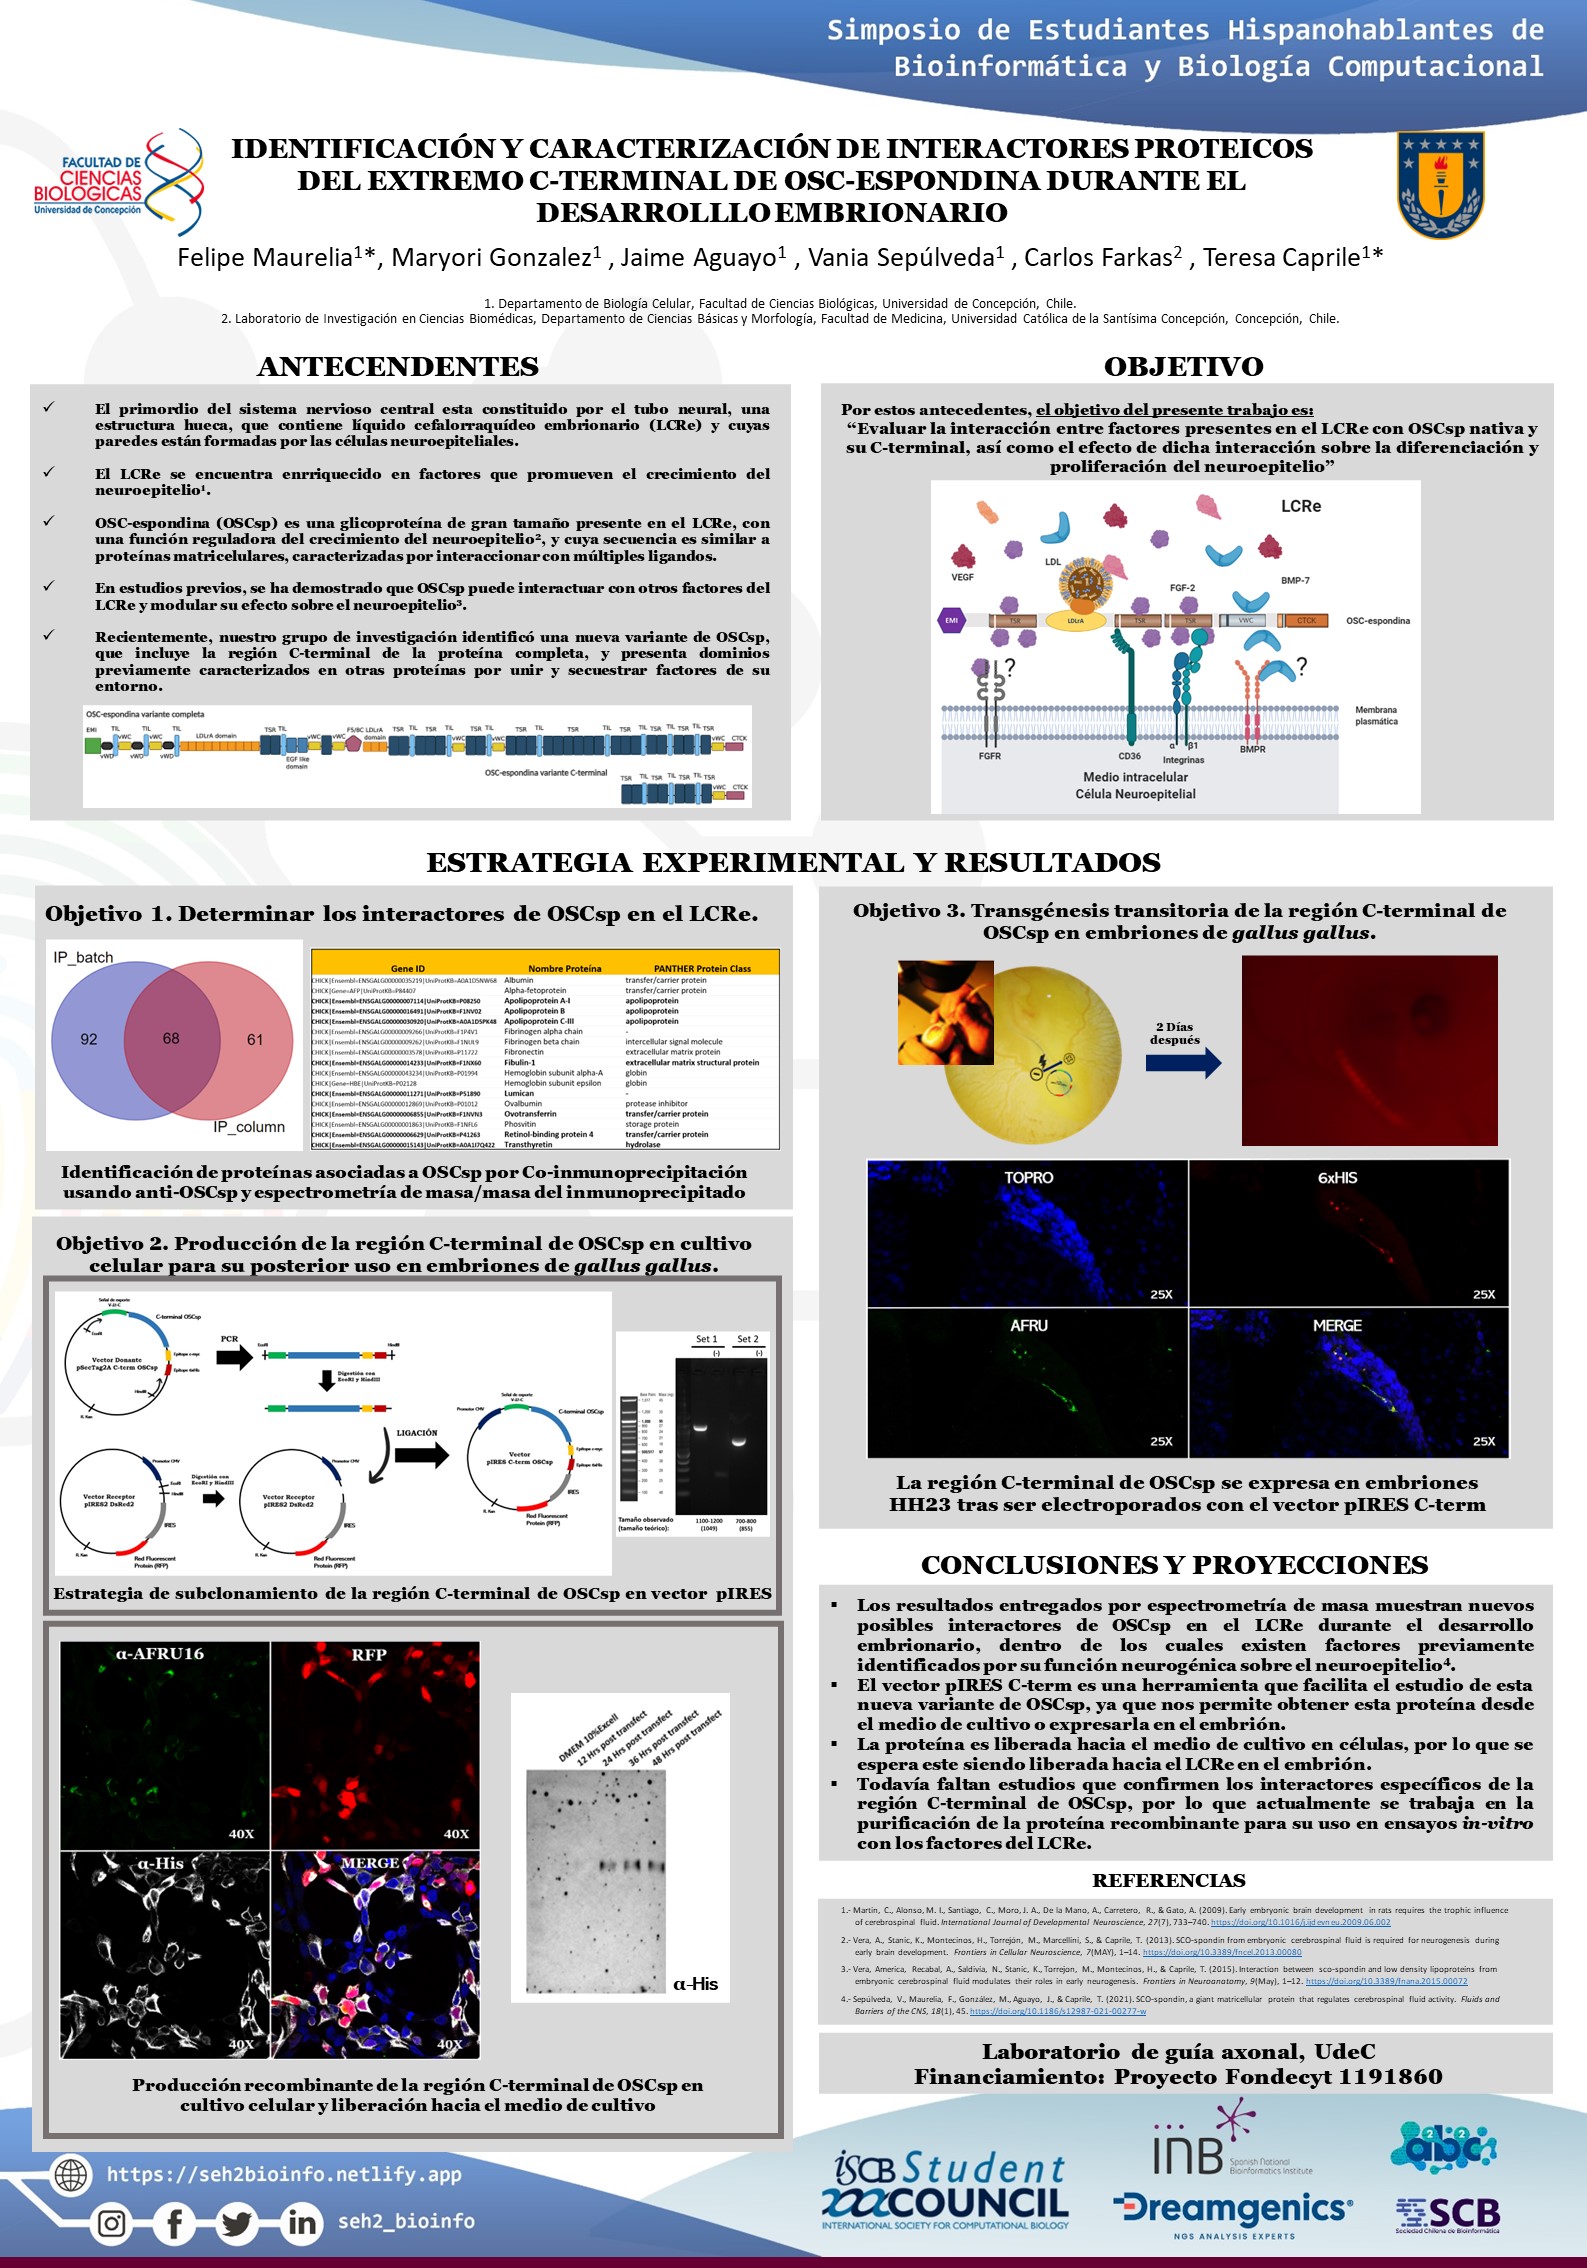 Simposio de Estudiantes Hispanohablantes de
Bioinformática y Biología Computacional
FACULTAD DE
CIENCIAS
BIOLÓGICAS
Universidad de Concepción
IDENTIFICACIÓN Y CARACTERIZACIÓN DE INTERACTORES PROTEICOS
DEL EXTREMO C-TERMINAL DE OSC-ESPONDINA DURANTE EL
DESARROLLLO EMBRIONARIO
Felipe Maurelia1*, Maryori Gonzalez1 , Jaime Aguayo1 , Vania Sepúlveda1 , Carlos Farkas2 , Teresa Caprile1*
1. Departamento de Biología Celular, Facultad de Ciencias Biológicas, Universidad de Concepción, Chile.
2. Laboratorio de Investigación en Ciencias Biomédicas, Departamento de Ciencias Básicas y Morfología, Facultad de Medicina, Universidad Católica de la Santísima Concepción, Concepción, Chile.
ANTECENDENTES
✓ El primordio del sistema nervioso central esta constituido por el tubo neural, una
estructura hueca, que contiene líquido cefalorraquídeo embrionario (LCRe) y cuyas
paredes están formadas por las células neuroepiteliales.
✓ El LCRe se encuentra enrriquecido en factores que promueven el crecimiento del
neuroepitelio¹.
✓ OSC-espondina (OSCsp) es una glicoproteína de gran tamaño presente en el LCRe, con
una función reguladora del crecimiento del neuroepitelio², y cuya secuencia es similar a
proteínas matricelulares, caracterizadas por interaccionar con múltiples ligandos.
✓ En estudios previos, se ha demostrado que OSCsp puede interactuar con otros factores del
LCRe y modular su efecto sobre el neuroepitelio³.
✓ Recientemente, nuestro grupo de investigación identificó una nueva variante de OSCsp,
que incluye la región C-terminal de la proteína completa, y presenta dominios
previamente caracterizados en otras proteínas por unir y secuestrar factores de su
entorno.
OSC-espondina variante completa
EMI TIL vWC TIL vWC TIL LDLrA domain TSR TIL vWC vWC F5/8C LDLrA domain TSR TIL TSR TIL TSR TIL TSR TIL TSR TIL TSR TIL TSR TIL TSR vWC CTCK
vWD vWD vWD EGF like domain
OSC-espondina variante C-terminal
TSR TIL TSR TIL TSR TIL TSR vWC CTCK
OBJETIVO
Por estos antecedentes, el objetivo del presente trabajo es:
“Evaluar la interacción entre factores presentes en el LCRe con OSCsp nativa y
su C-terminal, así como el efecto de dicha interacción sobre la diferenciación y
proliferación del neuroepitelio”
LCRe
VEGF
LDL
FGF-2
BMP-7
EMI TSR LDLrA TSR TSR VWC CTCK OSC-espondina
? ?
Membrana
plasmática
FGFR
CD36
α β1
Integrinas
BMPR
Medio intracelular
Célula Neuroepitelial
ESTRATEGIA EXPERIMENTAL Y RESULTADOS
Objetivo 1. Determinar los interactores de OSCsp en el LCRe.
IP_batch
92 68 61
IP_column
Gene ID Nombre Proteína PANTHER Protein Class
CHICK|Ensembl=ENSGALG00000035219|UniProtKB=A0A1D5NW68 Albumin transfer/carrier protein
CHICK|Gene=AFP|UniProtKB=P84407 Alpha-fetoprotein transfer/carrier protein
CHICK|Ensembl=ENSGALG00000007114|UniProtKB=P08250 Apolipoprotein A-I apolipoprotein
CHICK|Ensembl=ENSGALG00000016491|UniProtKB=F1NV02 Apolipoprotein B apolipoprotein
CHICK|Ensembl=ENSGALG00000030920|UniProtKB=A0A1D5PK48 Apolipoprotein C-III apolipoprotein
CHICK|Ensembl=ENSGALG00000009266|UniProtKB=F1P4V1 Fibrinogen alpha chain -
CHICK|Ensembl=ENSGALG00000009262|UniProtKB=F1NUL9 Fibrinogen beta chain intercellular signal molecule
CHICK|Ensembl=ENSGALG00000003578|UniProtKB=P11722 Fibronectin extracellular matrix protein
CHICK|Ensembl=ENSGALG00000014233|UniProtKB=F1NX60 Fibulin-1 extracellular matrix structural protein
CHICK|Ensembl=ENSGALG00000043234|UniProtKB=P01994 Hemoglobin subunit alpha-A globin
CHICK|Gene=HBE|UniProtKB=P02128 Hemoglobin subunit epsilon globin
CHICK|Ensembl=ENSGALG00000011271|UniProtKB=P51890 Lumican -
CHICK|Ensembl=ENSGALG00000012869|UniProtKB=P01012 Ovalbumin protease inhibitor
CHICK|Ensembl=ENSGALG00000006855|UniProtKB=F1NVN3 Ovotransferrin transfer/carrier protein
CHICK|Ensembl=ENSGALG00000001863|UniProtKB=F1NFL6 Phosvitin storage protein
CHICK|Ensembl=ENSGALG00000006629|UniProtKB=P41263 Retinol-binding protein 4 transfer/carrier protein
CHICK|Ensembl=ENSGALG00000015143|UniProtKB=A0A1I7Q422 Transthyretin hydrolase
Identificación de proteínas asociadas a OSCsp por Co-inmunoprecipitación
usando anti-OSCsp y espectrometría de masa/masa del inmunoprecipitado
Objetivo 2. Producción de la región C-terminal de OSCsp en cultivo
celular para su posterior uso en embriones de gallus gallus.
Señal de exporte
V-J2-C
C-terminal OSCsp
EcoRI
Vector Donante
pSecTag2A C-term OSCsp
Epítope c-myc
Epítope 6xHis
HindIII
R. Kan
PCR
EcoRI HindIII
Digestión con
EcoRI y HindIII
LIGACIÓN
Promotor CMV
EcoRI
HindIII
Vector Receptor
pIRES2 DsRed2
IRES
R. Kan
Red Fluorescent
Protein (RFP)
Digestión con
EcoRI y HindIII
Promotor CMV
Vector Receptor
pIRES2 DsRed2
IRES
R. Kan
Red Fluorescent
Protein (RFP)
Señal de exporte
V-J2-C
Promotor CMV
C-terminal OSCsp
Vector
pIRES C-term OSCsp
Epítope c-myc
Epítope 6xHis
IRES
R. Kan
Red Fluorescent
Protein (RFP)
Set 1 Set 2
(-) (-)
Tamaño observado 1100-1200 700-800
(tamaño teórico): (1049) (855)
Estrategia de subclonamiento de la región C-terminal de OSCsp en vector pIRES
α-AFRU16 RFP
40X 40X
α-His MERGE
40X 40X
DMEM 10%Excell
12 Hrs post transfect
24 Hrs post transfect
36 Hrs post transfect
48 Hrs post transfect
α-His
Producción recombinante de la región C-terminal de OSCsp en
cultivo celular y liberación hacia el medio de cultivo
Objetivo 3. Transgénesis transitoria de la región C-terminal de
OSCsp en embriones de gallus gallus.
2 Días
después
TOPRO 6xHIS
25X 25X
AFRU MERGE
25X 25X
La región C-terminal de OSCsp se expresa en embriones
HH23 tras ser electroporados con el vector pIRES C-term
CONCLUSIONES Y PROYECCIONES
▪ Los resultados entregados por espectrometría de masa muestran nuevos
posibles interactores de OSCsp en el LCRe durante el desarrollo
embrionario, dentro de los cuales existen factores previamente
identificados por su función neurogénica sobre el neuroepitelio⁴.
▪ El vector pIRES C-term es una herramienta que facilita el estudio de esta
nueva variante de OSCsp, ya que nos permite obtener esta proteína desde
el medio de cultivo o expresarla en el embrión.
▪ La proteína es liberada hacia el medio de cultivo en células, por lo que se
espera este siendo liberada hacia el LCRe en el embrión.
▪ Todavía faltan estudios que confirmen los interactores específicos de la
región C-terminal de OSCsp, por lo que actualmente se trabaja en la
purificación de la proteína recombinante para su uso en ensayos in-vitro
con los factores del LCRe.
REFERENCIAS
1.- Martin, C., Alonso, M. I., Santiago, C., Moro, J. A., De la Mano, A., Carretero, R., & Gato, A. (2009). Early embryonic brain development in rats requires the trophic influence
of cerebrospinal fluid. International Journal of Developmental Neuroscience, 27(7), 733–740. https://doi.org/10.1016/j.ijdevneu.2009.06.002
2.- Vera, A., Stanic, K., Montecinos, H., Torrejón, M., Marcellini, S., & Caprile, T. (2013). SCO-spondin from embryonic cerebrospinal fluid is required for neurogenesis during
early brain development. Frontiers in Cellular Neuroscience, 7(MAY), 1–14. https://doi.org/10.3389/fncel.2013.00080
3.- Vera, America, Recabal, A., Saldivia, N., Stanic, K., Torrejon, M., Montecinos, H., & Caprile, T. (2015). Interaction between sco-spondin and low density lipoproteins from
embryonic cerebrospinal fluid modulates their roles in early neurogenesis. Frontiers in Neuroanatomy, 9(May), 1–12. https://doi.org/10.3389/fnana.2015.00072
4.- Sepúlveda, V., Maurelia, F., González, M., Aguayo, J., & Caprile, T. (2021). SCO-spondin, a giant matricellular protein that regulates cerebrospinal fluid activity. Fluids and
Barriers of the CNS, 18(1), 45. https://doi.org/10.1186/s12987-021-00277-w
Laboratorio de guía axonal, UdeC
Financiamiento: Proyecto Fondecyt 1191860
https://seh2bioinfo.netlify.app
seh2_bioinfo
iSCB Student
COUNCIL
INTERNATIONAL SOCIETY FOR COMPUTATIONAL BIOLOGY
INB
Spanish National
Bioinformatics Institute
a2b2c
Dreamgenics
NGS ANALYSIS EXPERTS
SCB
Sociedad Chilena de Bioinformática